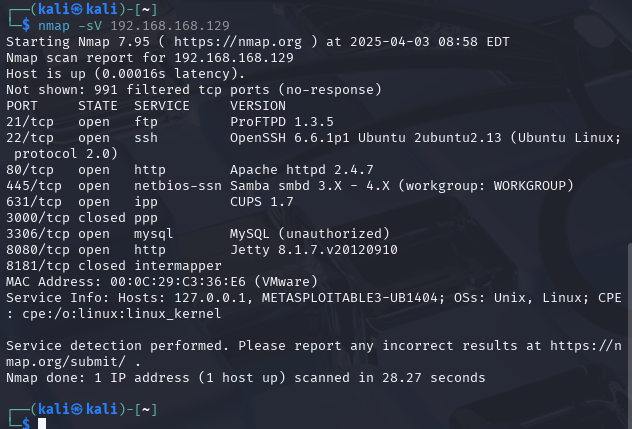 ┌──(kali㉿kali)-[~]
└─$ nmap -sV 192.168.168.129
Starting Nmap 7.95 ( https://nmap.org ) at 2025-04-03 08:58 EDT
Nmap scan report for 192.168.168.129
Host is up (0.00016s latency).
Not shown: 991 filtered tcp ports (no-response)
PORT     STATE  SERVICE     VERSION
21/tcp   open   ftp         ProFTPD 1.3.5
22/tcp   open   ssh         OpenSSH 6.6.1p1 Ubuntu 2ubuntu2.13 (Ubuntu Linux;
 protocol 2.0)
80/tcp   open   http        Apache httpd 2.4.7
445/tcp  open   netbios-ssn Samba smbd 3.X - 4.X (workgroup: WORKGROUP)
631/tcp  open   ipp         CUPS 1.7
3000/tcp closed ppp
3306/tcp open   mysql       MySQL (unauthorized)
8080/tcp open   http        Jetty 8.1.7.v20120910
8181/tcp closed intermapper
MAC Address: 00:0C:29:C3:36:E6 (VMware)
Service Info: Hosts: 127.0.0.1, METASPLOITABLE3-UB1404; OSs: Unix, Linux; CPE
: cpe:/o:linux:linux_kernel

Service detection performed. Please report any incorrect results at https://n
map.org/submit/ .
Nmap done: 1 IP address (1 host up) scanned in 28.27 seconds

┌──(kali㉿kali)-[~]
└─$